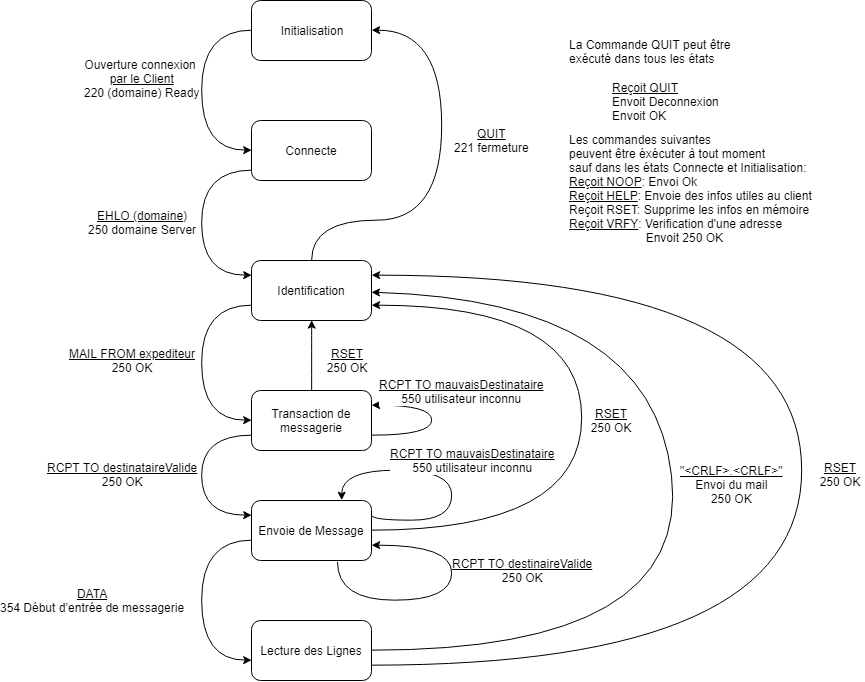 Initialisation
Ouverture connexion
par le Client
220 (domaine) Ready
Connecte
QUIT
221 fermeture
La Commande QUIT peut être
exécuté dans tous les états
Reçoit QUIT
Envoit Deconnexion
Envoit OK
Les commandes suivantes
peuvent être éxécuter à tout moment
sauf dans les états Connecte et Initialisation:
Reçoit NOOP: Envoi Ok
Reçoit HELP: Envoie des infos utiles au client
Reçoit RSET: Supprime les infos en mémoire
Reçoit VRFY: Verification d'une adresse
Envoit 250 OK
EHLO (domaine)
250 domaine Server
Identification
MAIL FROM expediteur
250 OK
RSET
250 OK
Transaction de
messagerie
RCPT TO mauvaisDestinataire
550 utilisateur inconnu
RSET
250 OK
RCPT TO destinataireValide
250 OK
RCPT TO mauvaisDestinataire
550 utilisateur inconnu
"<CRLF>.<CRLF>"
Envoi du mail
250 OK
RSET
250 OK
Envoie de Message
RCPT TO destinaireValide
250 OK
DATA
354 Début d'entrée de messagerie
Lecture des Lignes